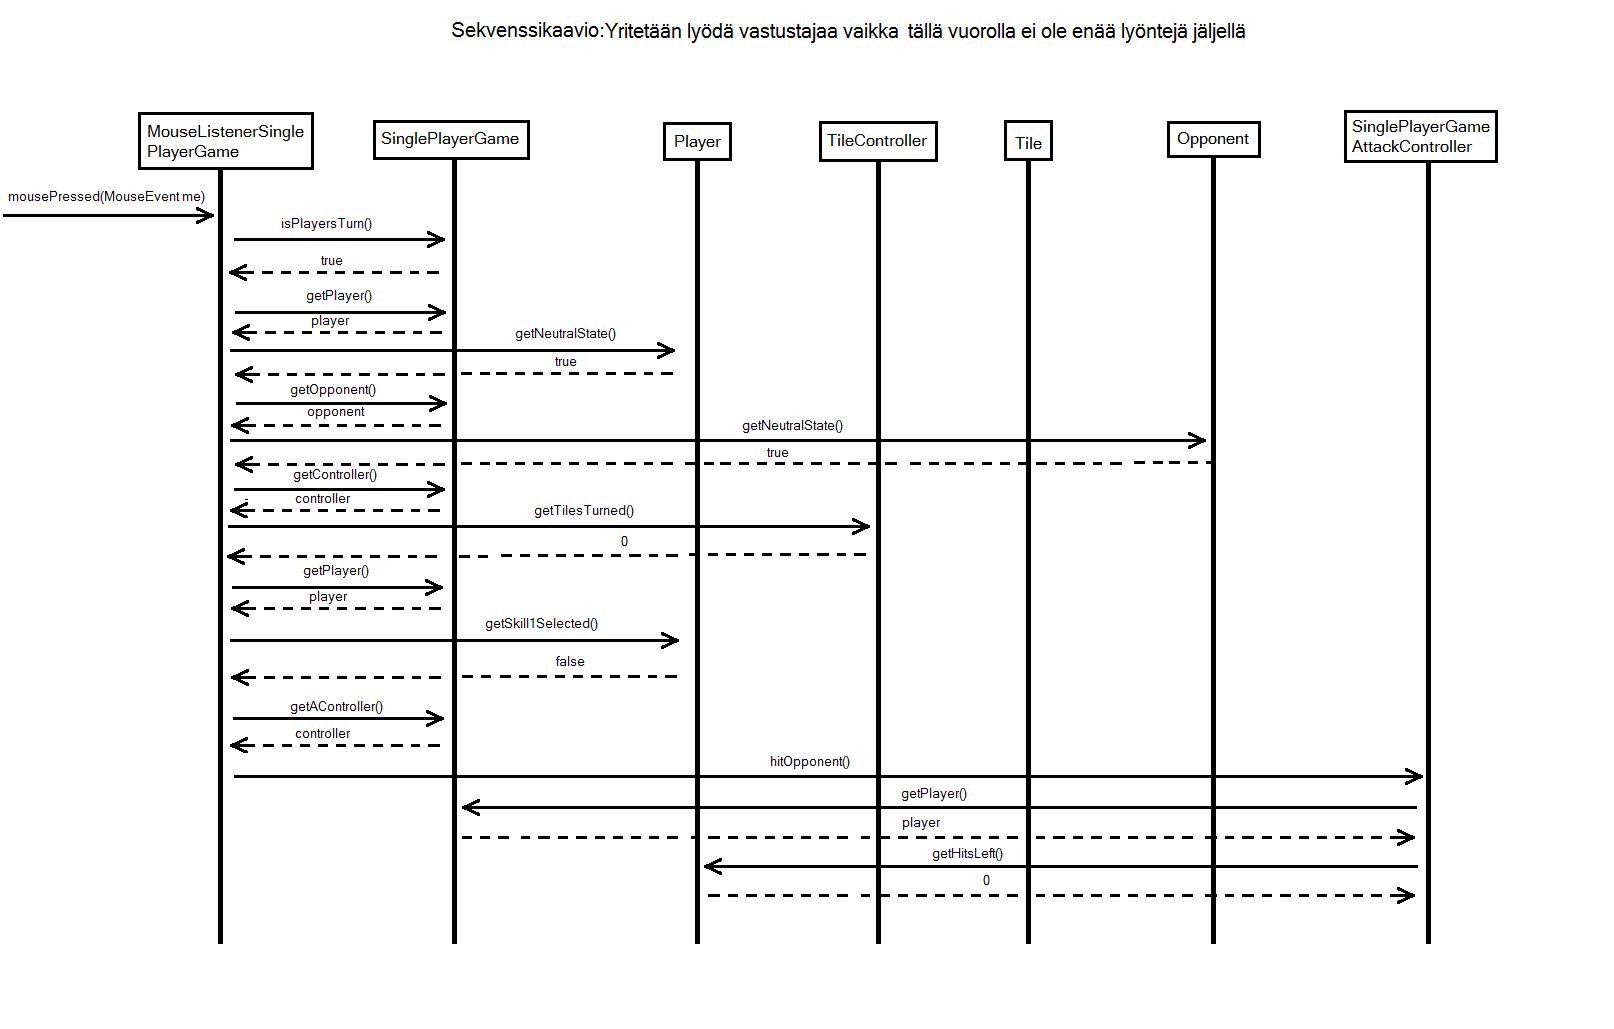 Sekvenssikaavio:Yritetään lyödä vastustajaa vaikka tällä vuorolla ei ole enää lyöntejä jäljellä
MouseListenerSingle
PlayerGame
SinglePlayerGame
Player
TileController
Tile
Opponent
SinglePlayerGame
AttackController
mousePressed(MouseEvent me)
isPlayersTurn()
true
getPlayer()
player
getNeutralState()
true
getOpponent()
opponent
getNeutralState()
true
getController()
controller
getTilesTurned()
0
getPlayer()
player
getSkill1Selected()
false
getAController()
controller
hitOpponent()
getPlayer()
player
getHitsLeft()
0